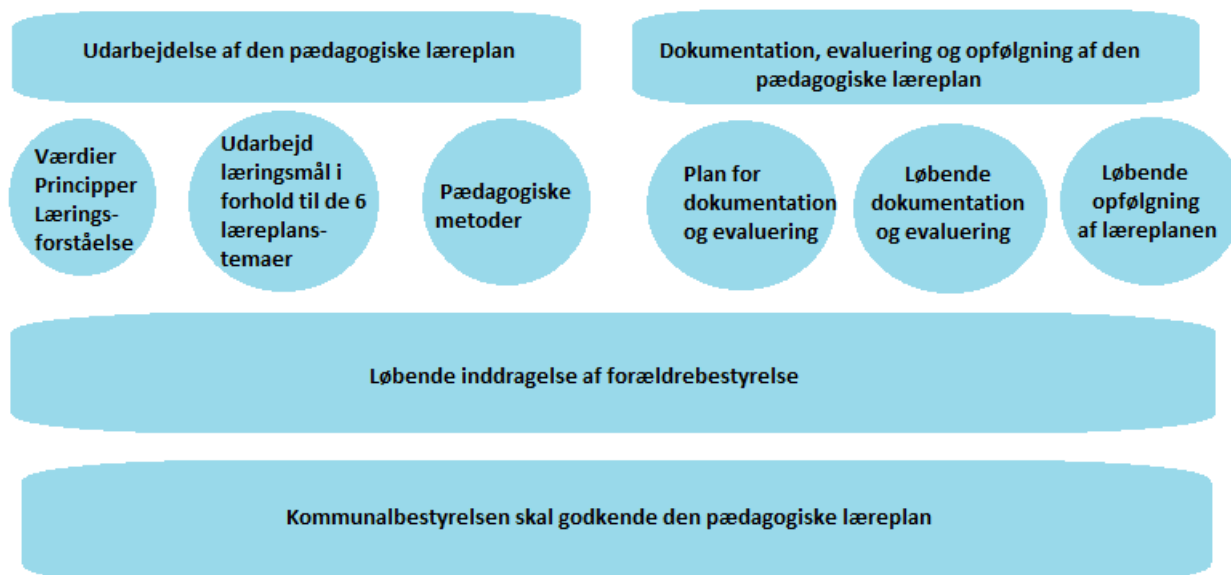 Udarbejdelse af den pædagogiske læreplan
Dokumentation, evaluering og opfølgning af den
pædagogiske læreplan
Værdier
Principper
Lærings-
forståelse
Udarbejd
læringsmål i
forhold til de 6
læreplans-
temaer
Pædagogiske
metoder
Plan for
dokumentation
og evaluering
Løbende
dokumentation
og evaluering
Løbende
opfølgning
af læreplanen
Løbende inddragelse af forældrebestyrelse
Kommunalbestyrelsen skal godkende den pædagogiske læreplan